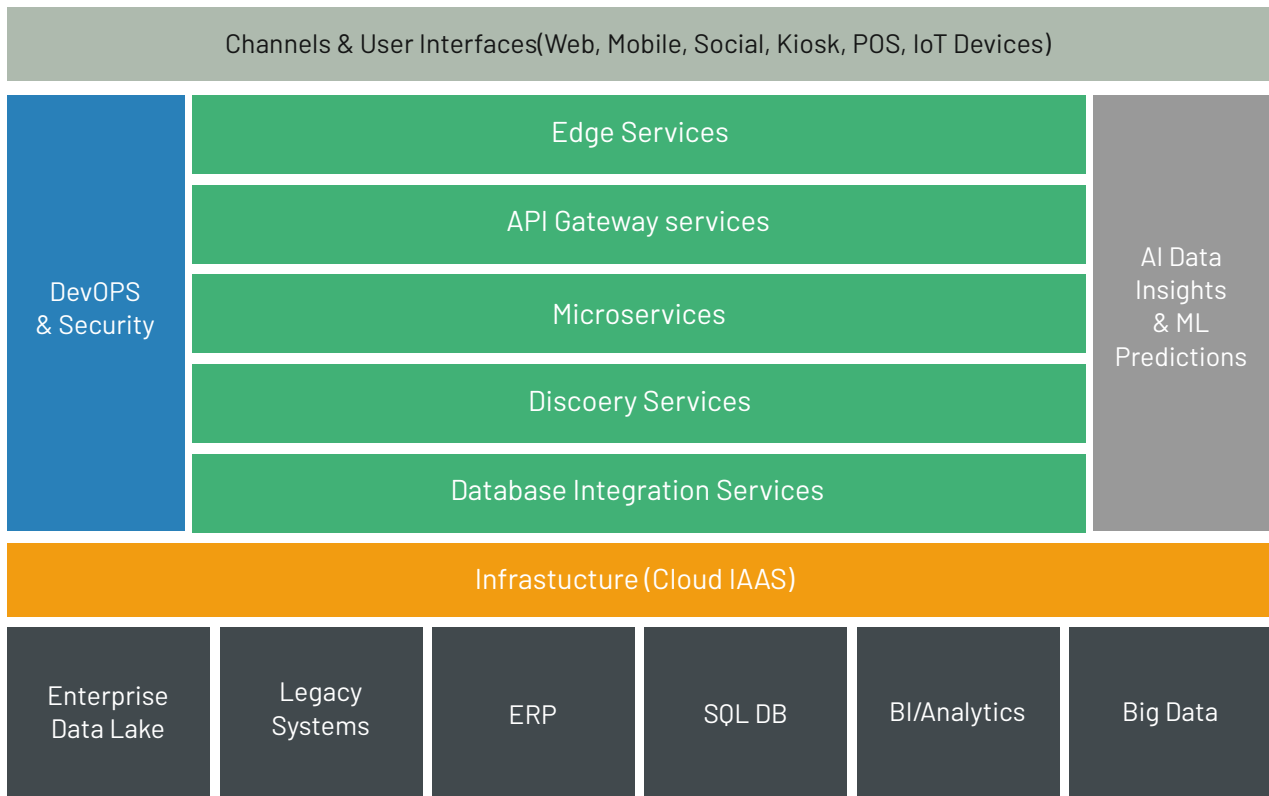 Channels & User Interfaces(Web, Mobile, Social, Kiosk, POS, IoT Devices)
DevOPS
& Security
Edge Services
API Gateway services
Microservices
Discoery Services
Database Integration Services
AI Data
Insights
& ML
Predictions
Infrastucture (Cloud IAAS)
Enterprise
Data Lake
Legacy
Systems
ERP
SQL DB
BI/Analytics
Big Data